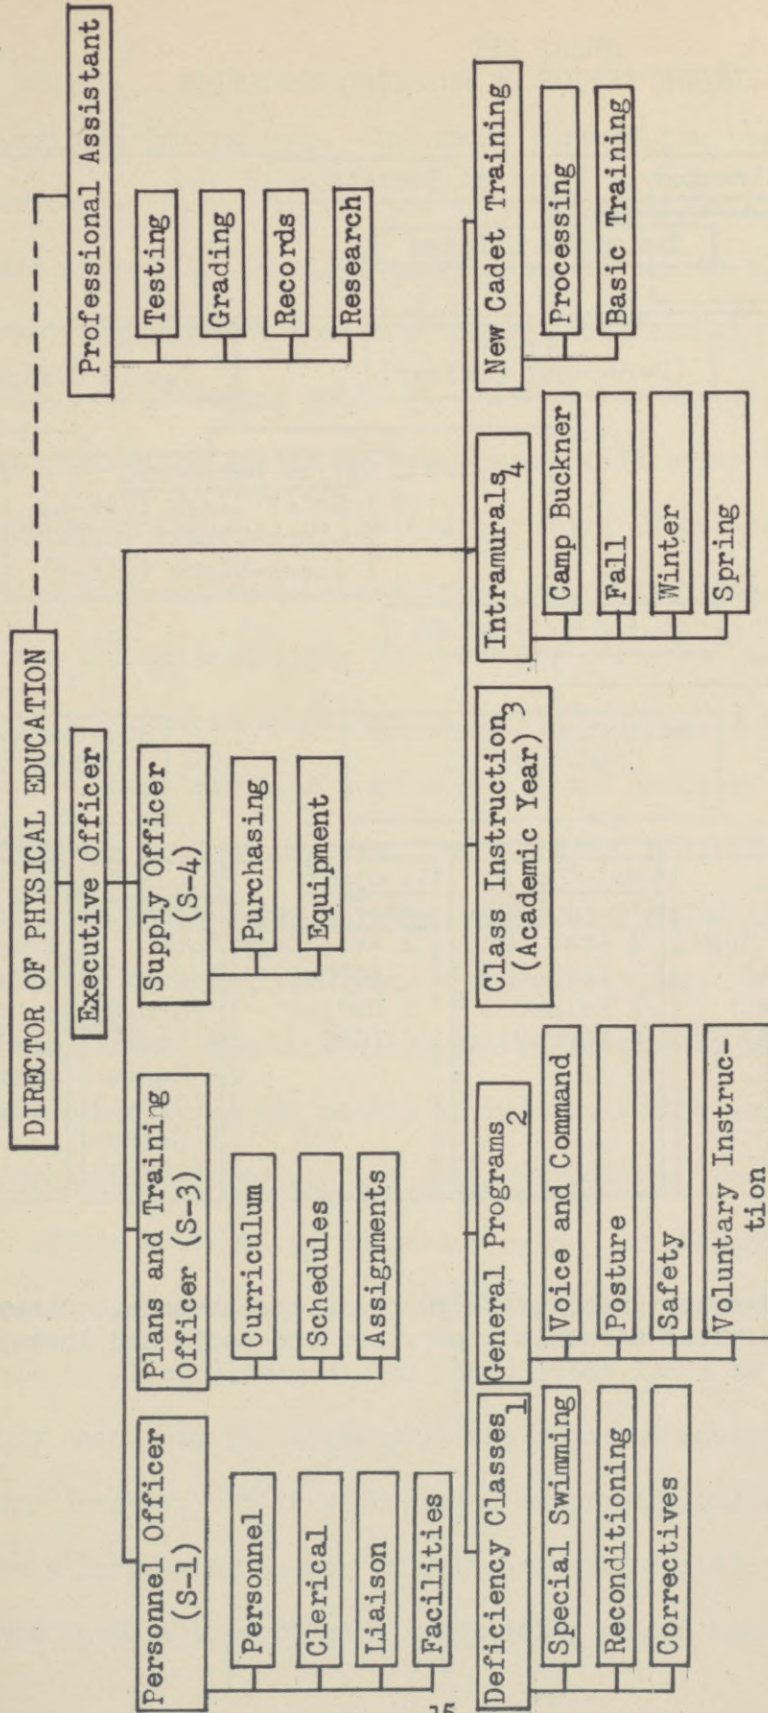 DIRECTOR OF PHYSICAL EDUCATION
Executive Officer
Professional Assistant
Testing
Grading
Records
Research
Personnel Officer
(S-1)
Personnel
Clerical
Liaison
Facilities
Plans and Training
Officer (S-3)
Curriculum
Schedules
Assignments
Supply Officer
(S-4)
Purchasing
Equipment
Deficiency Classes1
Special Swimming
Reconditioning
Correctives
General Programs2
Voice and Command
Posture
Safety
Voluntary Instruc-
tion
Class Instruction3
(Academic Year)
Intramurals4
Camp Buckner
Fall
Winter
Spring
New Cadet Training
Processing
Basic Training
15